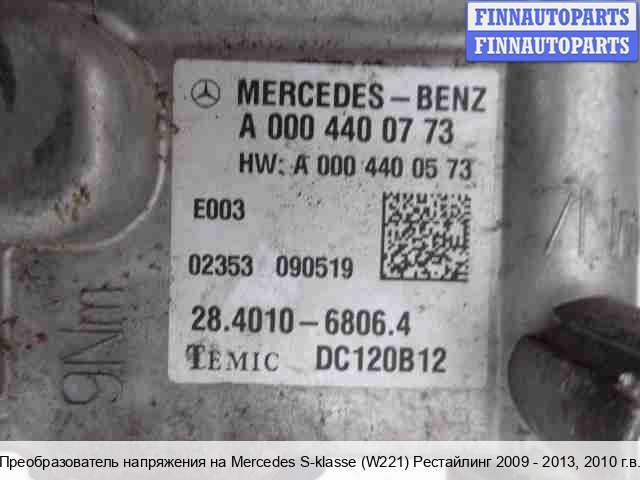 FINNAUTOPARTS
FINNAUTOPARTS
MERCEDES-BENZ
A 000 440 07 73
HW: A 000 440 05 73
E003
02353 090519
28.4010-6806.4
TEMIC DC120B12
9Nm
7Nm
Преобразователь напряжения на Mercedes S-klasse (W221) Рестайлинг 2009 - 2013, 2010 г.в.